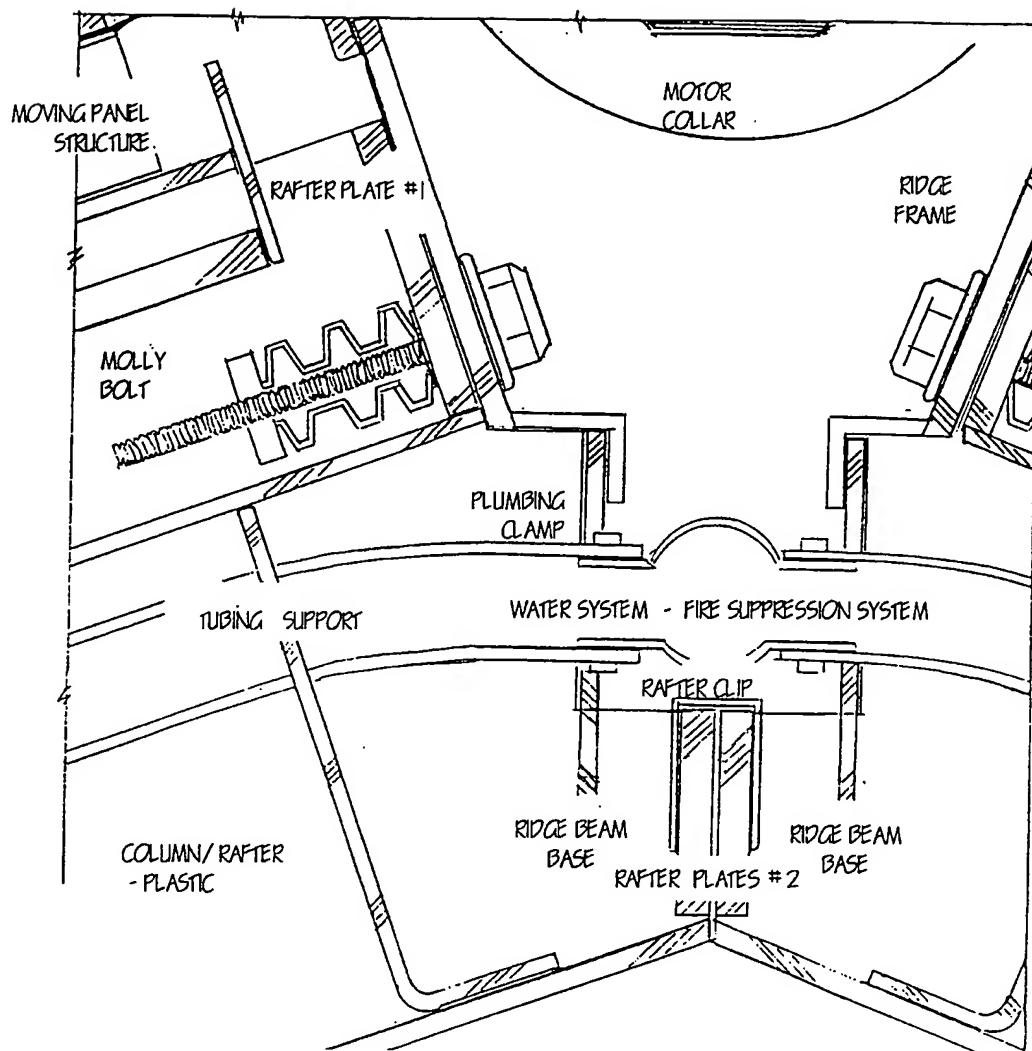 MOTOR
COLLAR
MOVING PANEL
STRUCTURE.
RAFTER PLATE #1
RIDGE
FRAME
MOLLY
BOLT
PLUMBING
CLAMP
TUBING SUPPORT
WATER SYSTEM - FIRE SUPPRESSION SYSTEM
RAFTER CLIP
RIDGE BEAM
BASE
RIDGE BEAM
BASE
COLUMN/RAFTER
- PLASTIC
RAFTER PLATES #2